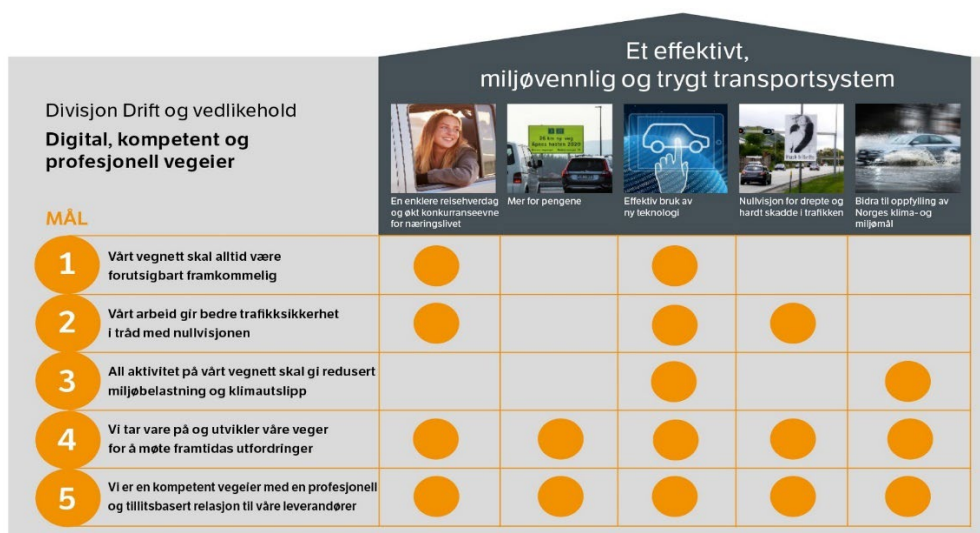 Et effektivt,
miljøvennlig og trygt transportsystem
Divisjon Drift og vedlikehold
Digital, kompetent og
profesjonell vegeier
En enklere reisehverdag
og økt konkurranseevne
for næringslivet
Mer for pengene
Effektiv bruk av
ny teknologi
Nullvisjon for drepte og
hardt skadde i trafikken
Bidra til oppfylling av
Norges klima- og
miljømål
MÅL
1
Vårt vegnett skal alltid være
forutsigbart framkommelig
2
Vårt arbeid gir bedre trafikksikkerhet
i tråd med nullvisjonen
3
All aktivitet på vårt vegnett skal gi redusert
miljøbelastning og klimautslipp
4
Vi tar vare på og utvikler våre veger
for å møte framtidas utfordringer
5
Vi er en kompetent vegeier med en profesjonell
og tillitsbasert relasjon til våre leverandører